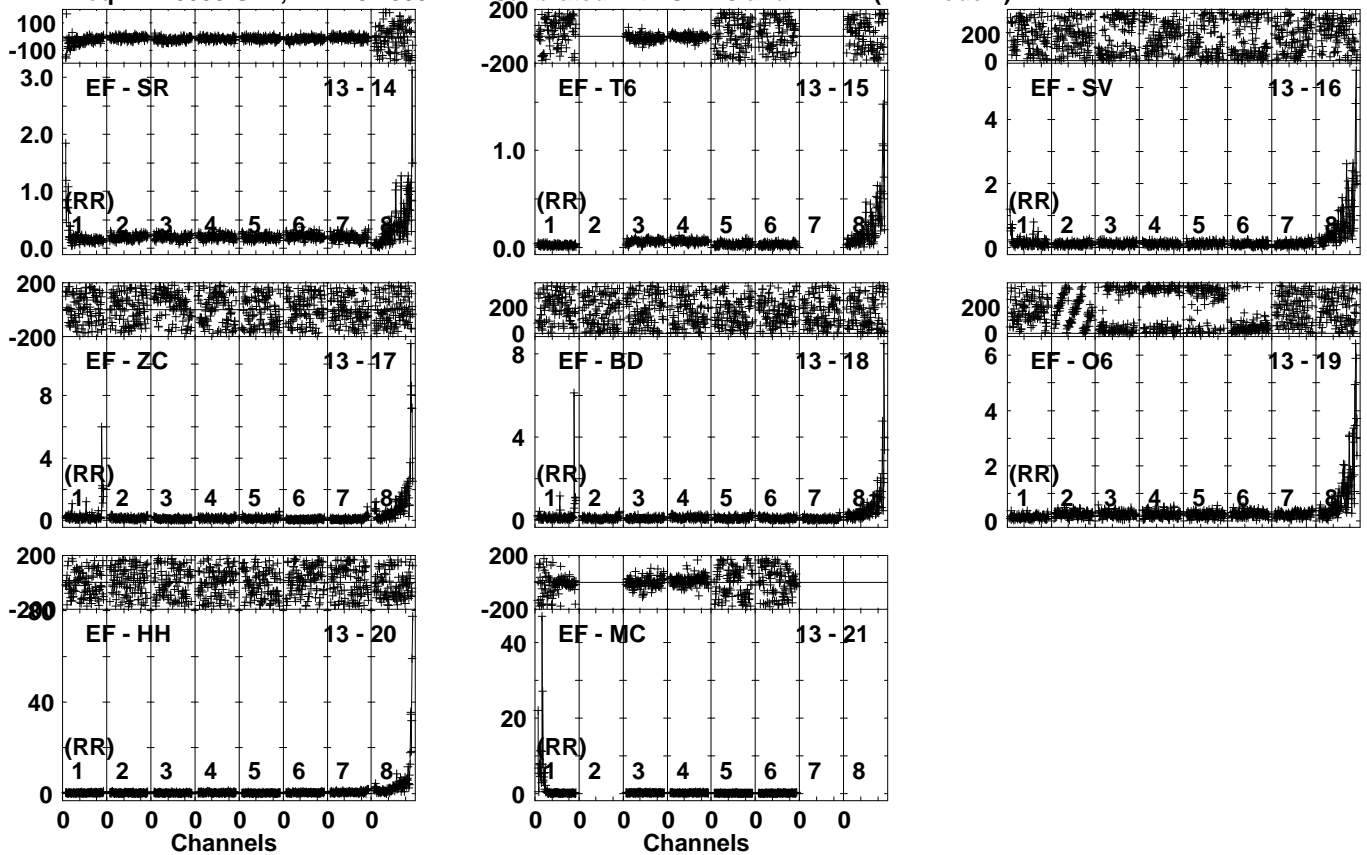 100
-100
3.0
2.0
1.0
0.0
EF - SR 13 - 14
(RR)
1 2 3 4 5 6 7 8
200
-200
1.0
0.0
EF - T6 13 - 15
(RR)
1 2 3 4 5 6 7 8
200
0
4
2
0
EF - SV 13 - 16
(RR)
1 2 3 4 5 6 7 8
200
-200
8
4
0
EF - ZC 13 - 17
(RR)
1 2 3 4 5 6 7 8
200
0
8
4
0
EF - BD 13 - 18
(RR)
1 2 3 4 5 6 7 8
200
0
6
4
2
0
EF - O6 13 - 19
(RR)
1 2 3 4 5 6 7 8
200
40
0
EF - HH 13 - 20
(RR)
1 2 3 4 5 6 7 8
0 0 0 0 0 0 0 0
Channels
200
-200
40
20
0
EF - MC 13 - 21
(RR)
1 2 3 4 5 6 7 8
0 0 0 0 0 0 0 0
Channels